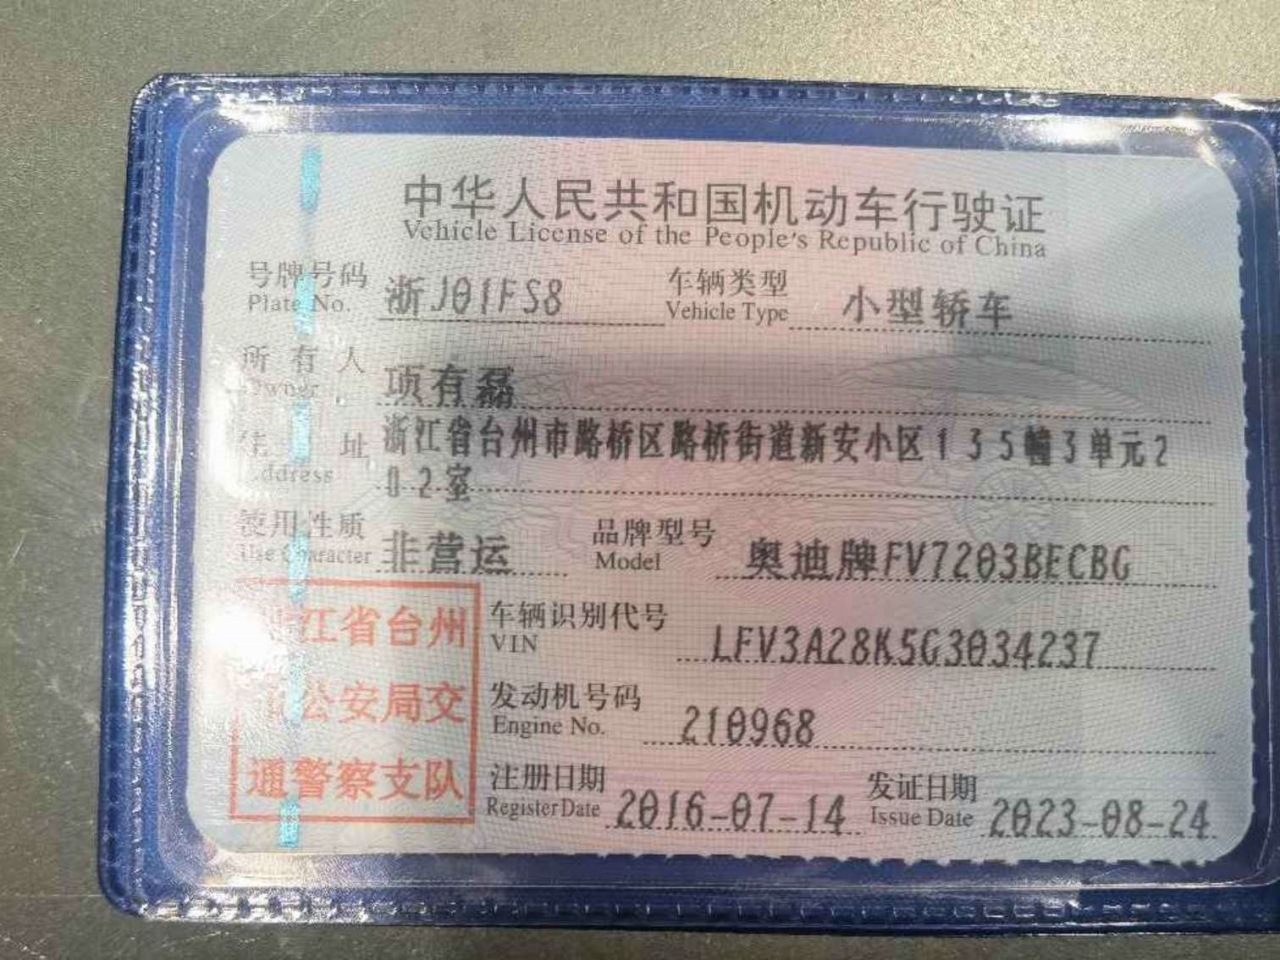 中华人民共和国机动车行驶证
Vehicle License of the People's Republic of China
号牌号码 浙J01FS8 车辆类型 小型轿车
Plate No. Vehicle Type
所有人 项有磊
Owner
住址 浙江省台州市路桥区路桥街道新安小区135幢3单元2
Address 02室
使用性质 非营运 品牌型号 奥迪牌FV7203BECBG
Use Character Model
浙江省台州 车辆识别代号 LFV3A28K5G3034237
VIN
市公安局交 发动机号码 210968
Engine No.
通警察支队 注册日期 2016-07-14 发证日期 2023-08-24
Register Date Issue Date